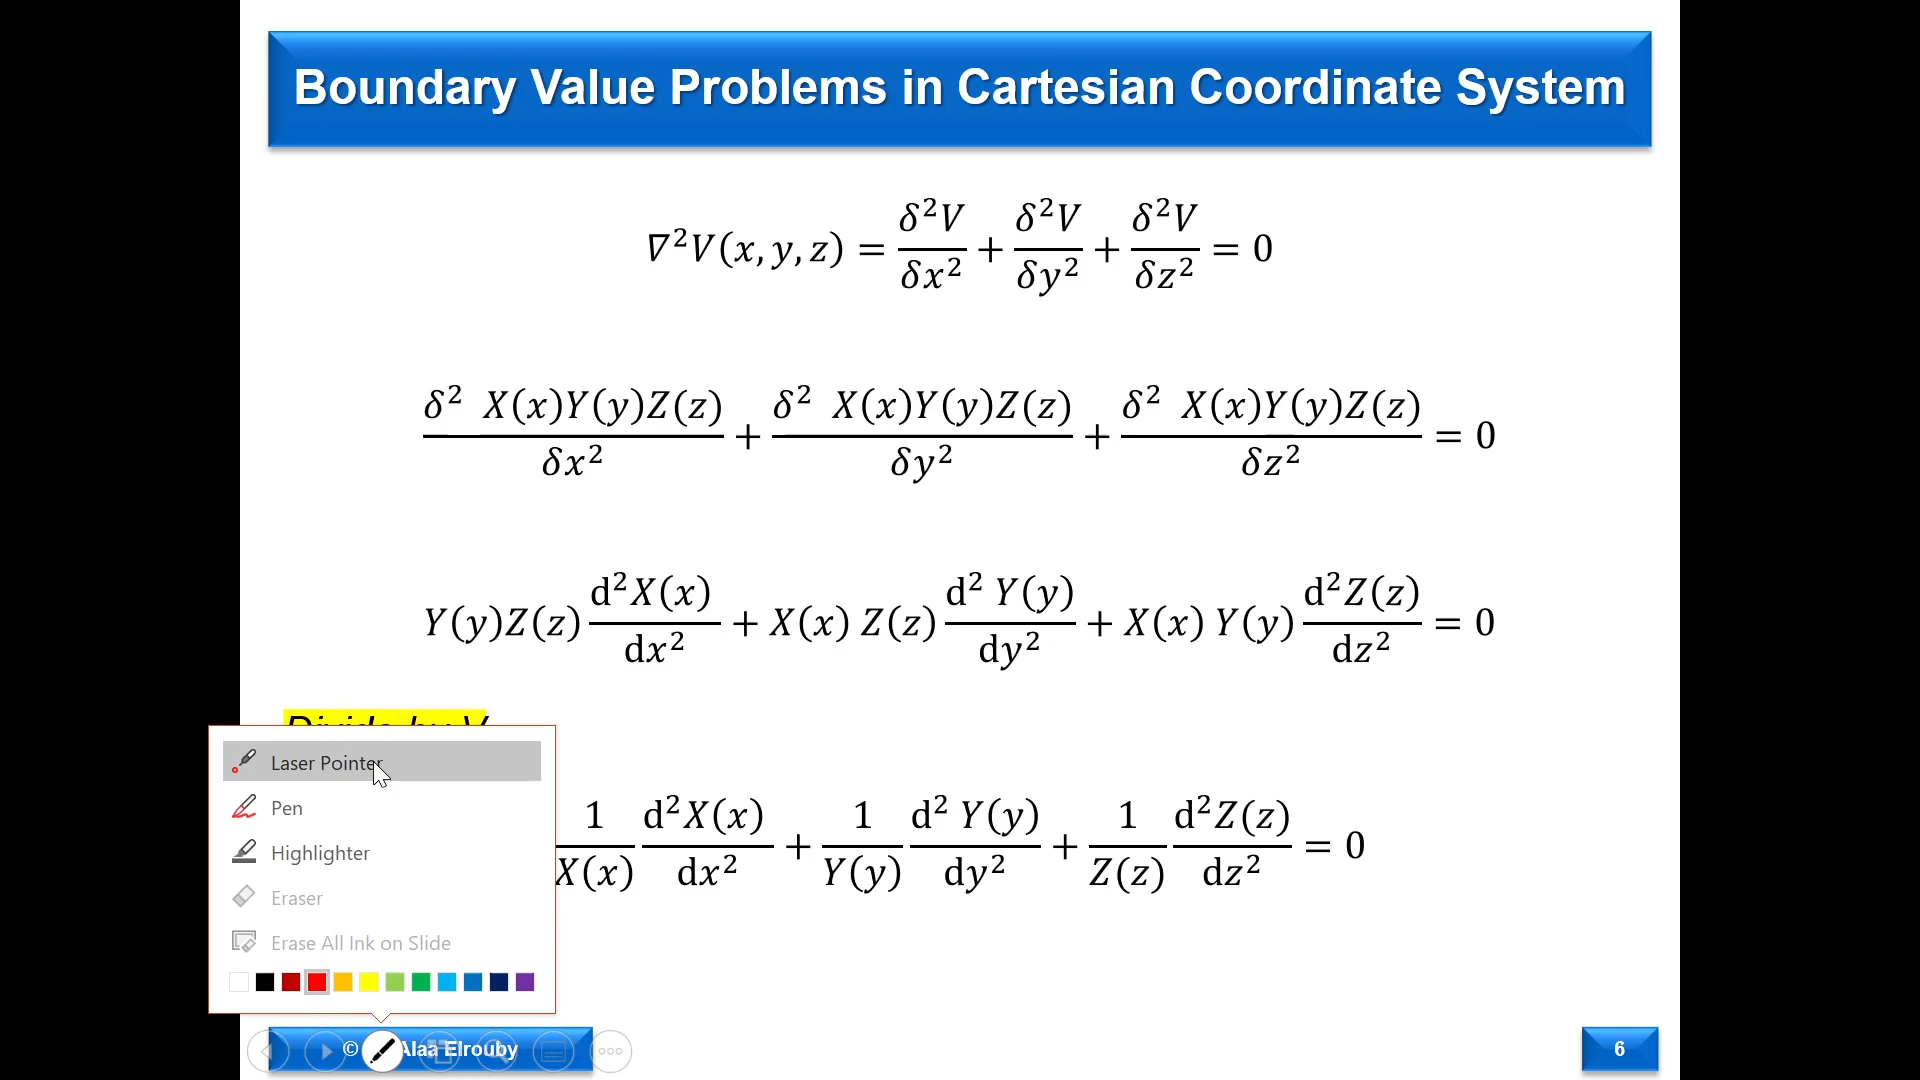 Boundary Value Problems in Cartesian Coordinate System
∇²V(x, y, z) = δ²V/δx² + δ²V/δy² + δ²V/δz² = 0
δ² X(x)Y(y)Z(z)/δx² + δ² X(x)Y(y)Z(z)/δy² + δ² X(x)Y(y)Z(z)/δz² = 0
Y(y)Z(z) d²X(x)/dx² + X(x) Z(z) d² Y(y)/dy² + X(x) Y(y) d²Z(z)/dz² = 0
Divide by V
Laser Pointer
Pen
1/X(x) d²X(x)/dx² + 1/Y(y) d² Y(y)/dy² + 1/Z(z) d²Z(z)/dz² = 0
Highlighter
Eraser
Erase All Ink on Slide
© Alaa Elrouby
6